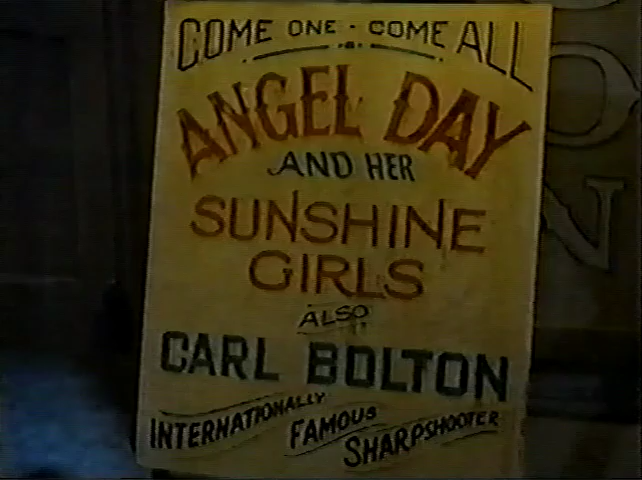 COME ONE - COME ALL
ANGEL DAY
AND HER
SUNSHINE
GIRLS
ALSO
CARL BOLTON
INTERNATIONALLY
FAMOUS
SHARPSHOOTER
O
N